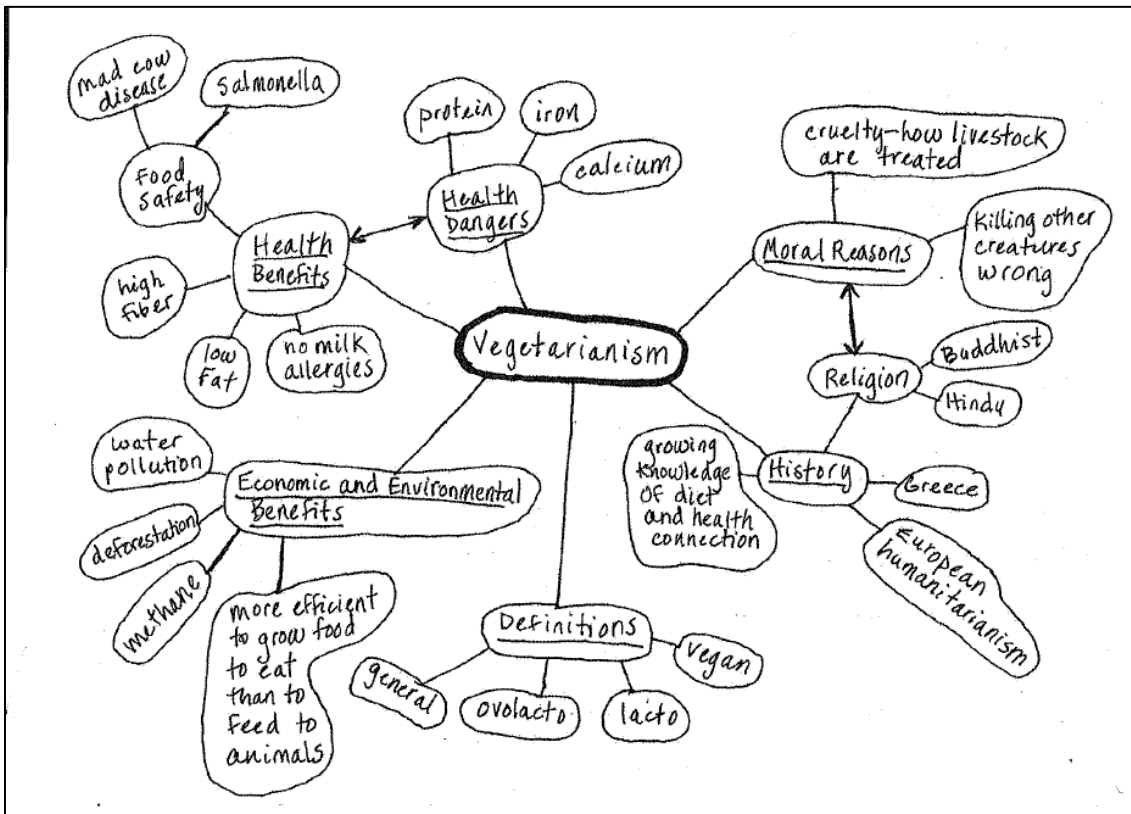 mad cow
disease
Salmonella
Food
Safety
Health
Benefits
high
fiber
low
fat
no milk
allergies
protein
iron
calcium
Health
Dangers
cruelty-how livestock
are treated
Moral Reasons
Killing other
creatures
wrong
Vegetarianism
Religion
Buddhist
Hindu
History
growing
knowledge
of diet
and health
connection
Greece
European
humanitarianism
water
pollution
Economic and Environmental
Benefits
deforestation
methane
more efficient
to grow food
to eat
than to
feed to
animals
Definitions
general
ovolacto
lacto
vegan